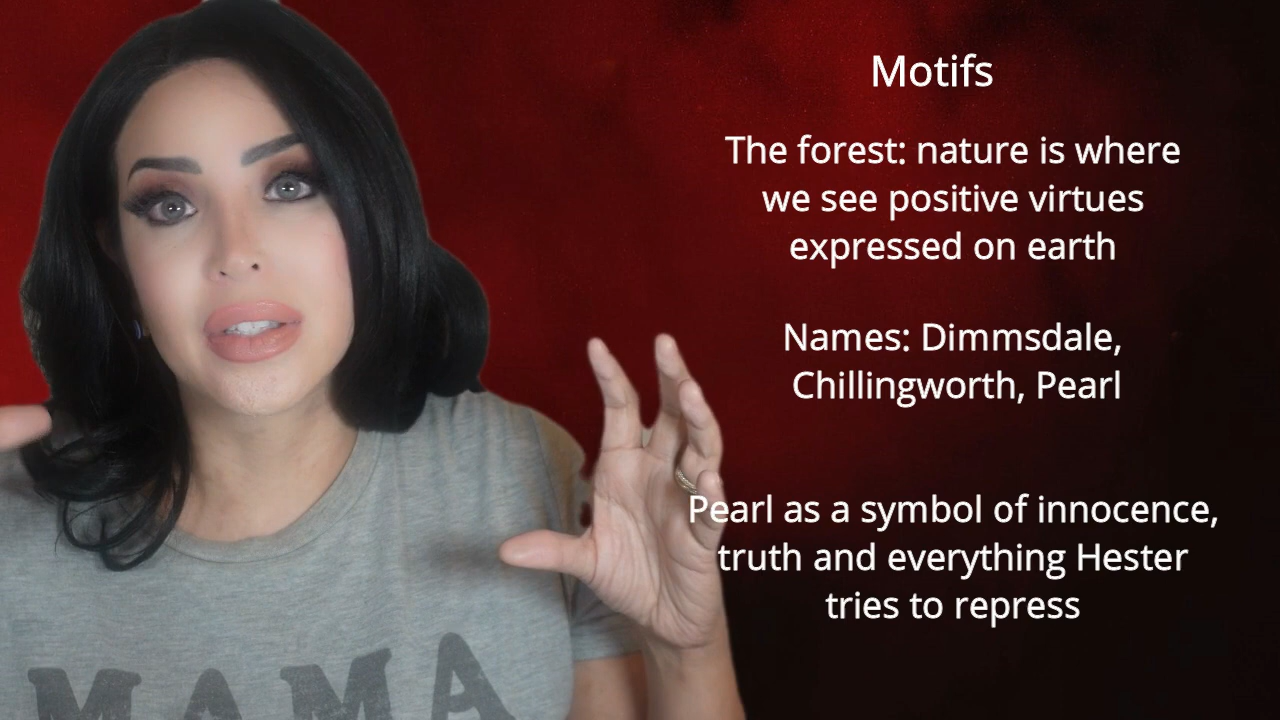 Motifs
The forest: nature is where
we see positive virtues
expressed on earth
Names: Dimmsdale,
Chillingworth, Pearl
Pearl as a symbol of innocence,
truth and everything Hester
tries to repress
MAMA